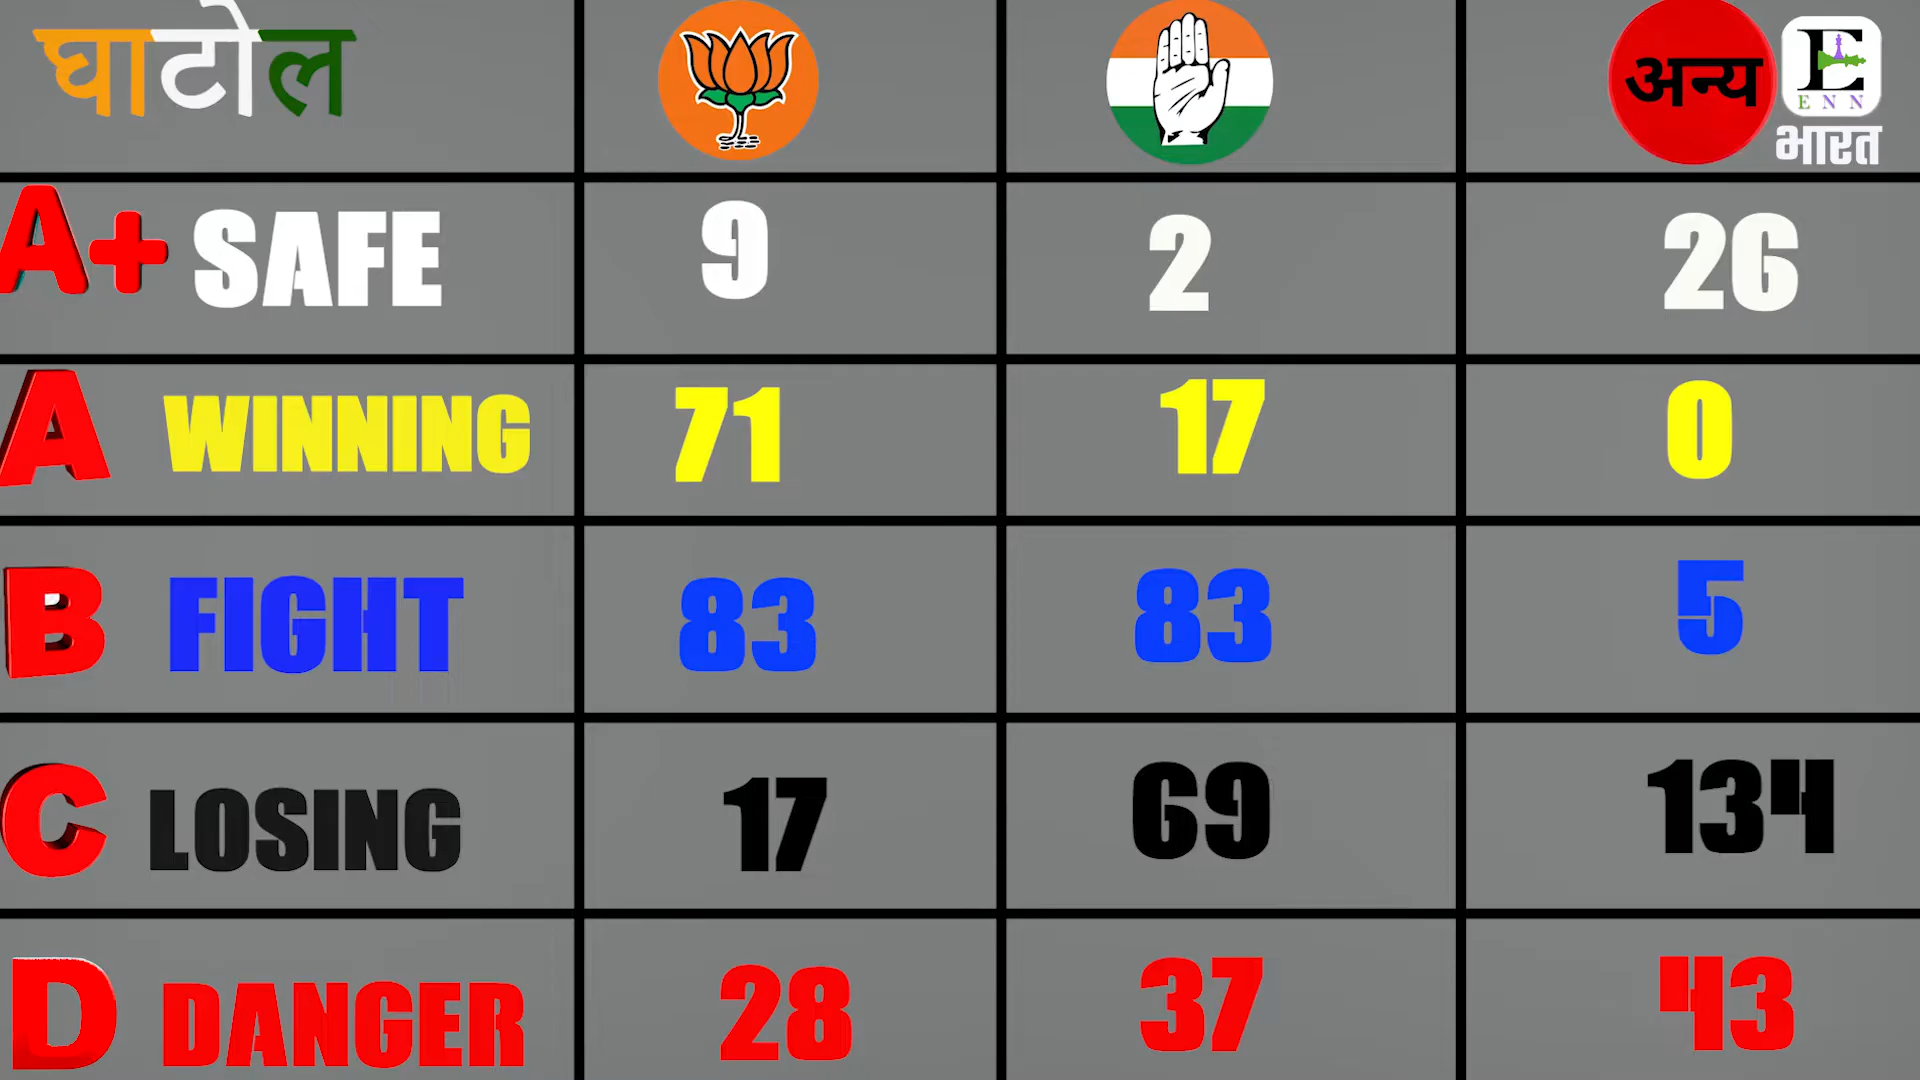 घाटोल
अन्य
E
ENN
भारत
A+ SAFE 9 2 26
A WINNING 71 17 0
B FIGHT 83 83 5
C LOSING 17 69 134
D DANGER 28 37 43